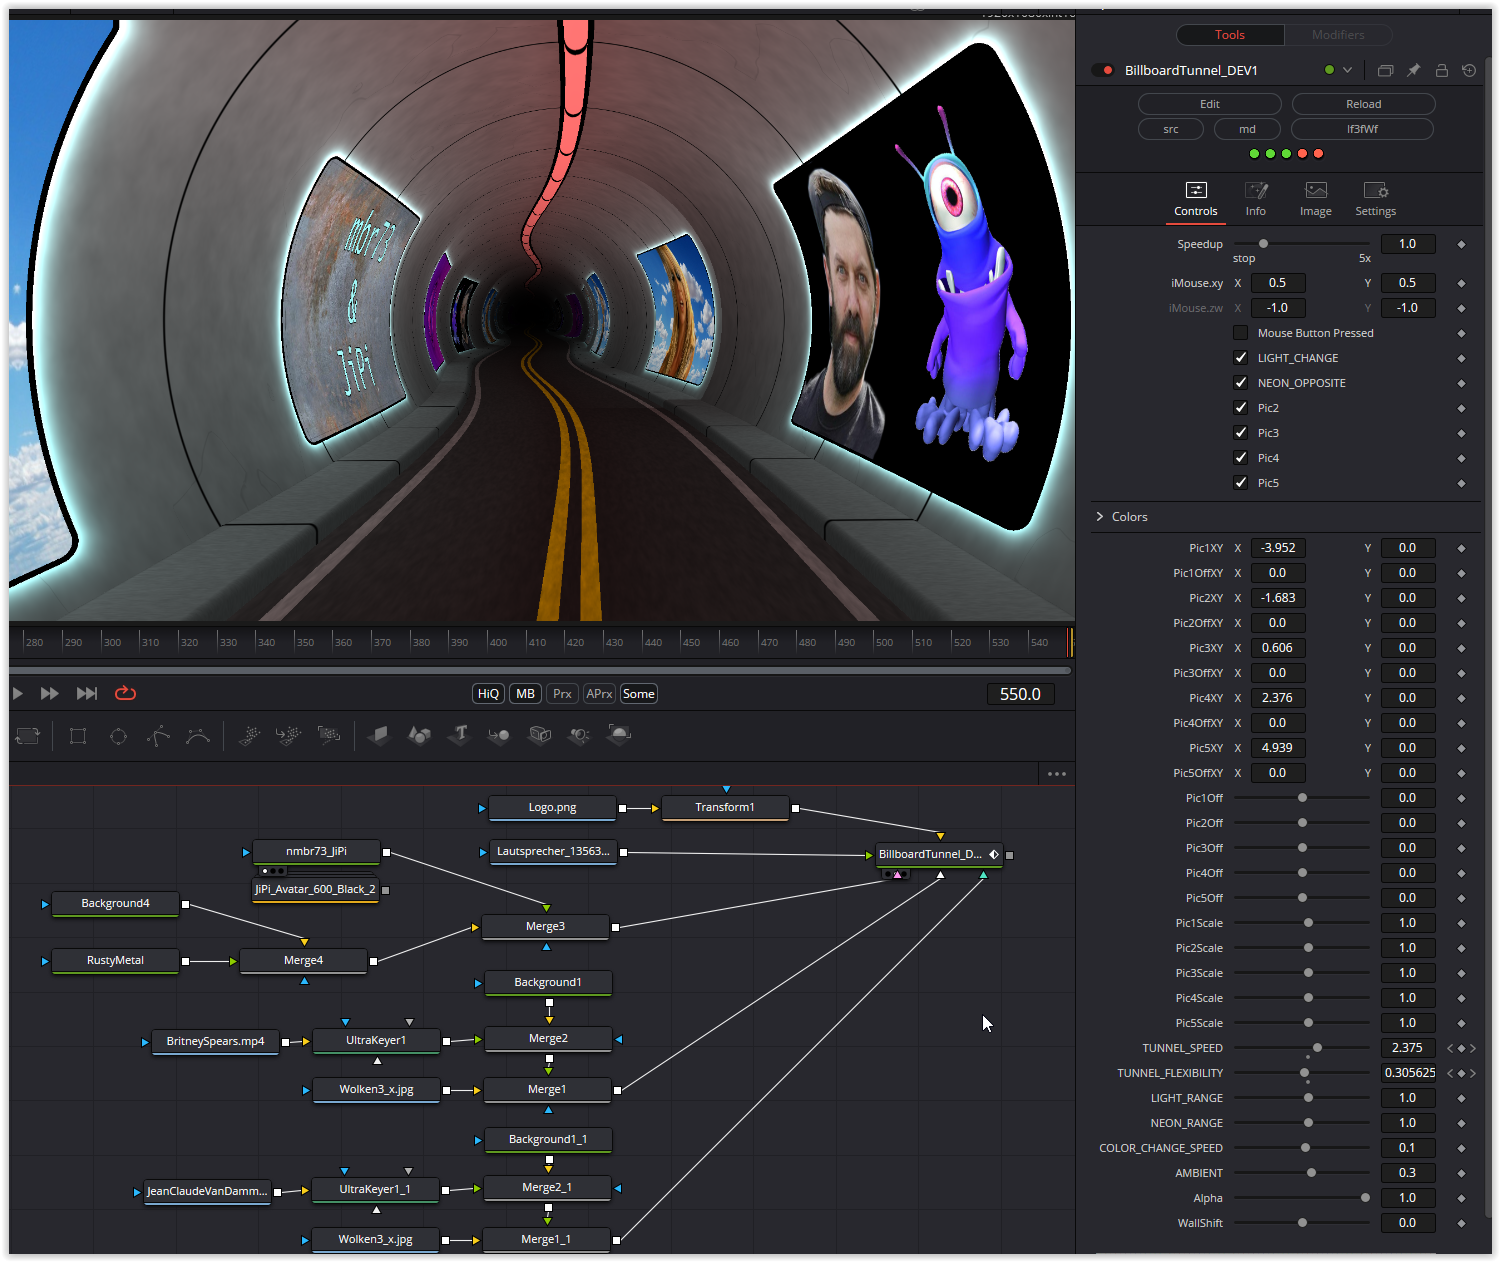 Tools Modifiers
BillboardTunnel_DEV1
Edit Reload
src md lf3fWf
Controls Info Image Settings
Speedup 1.0
stop 5x
iMouse.xy X 0.5 Y 0.5
iMouse.zw X -1.0 Y -1.0
Mouse Button Pressed
LIGHT_CHANGE
NEON_OPPOSITE
Pic2
Pic3
Pic4
Pic5
Colors
Pic1XY X -3.952 Y 0.0
Pic1OffXY X 0.0 Y 0.0
Pic2XY X -1.683 Y 0.0
Pic2OffXY X 0.0 Y 0.0
Pic3XY X 0.606 Y 0.0
Pic3OffXY X 0.0 Y 0.0
Pic4XY X 2.376 Y 0.0
Pic4OffXY X 0.0 Y 0.0
Pic5XY X 4.939 Y 0.0
Pic5OffXY X 0.0 Y 0.0
Pic1Off 0.0
Pic2Off 0.0
Pic3Off 0.0
Pic4Off 0.0
Pic5Off 0.0
Pic1Scale 1.0
Pic2Scale 1.0
Pic3Scale 1.0
Pic4Scale 1.0
Pic5Scale 1.0
TUNNEL_SPEED 2.375
TUNNEL_FLEXIBILITY 0.305625
LIGHT_RANGE 1.0
NEON_RANGE 1.0
COLOR_CHANGE_SPEED 0.1
AMBIENT 0.3
Alpha 1.0
WallShift 0.0
nmbr73
&
JiPi
280 290 300 310 320 330 340 350 360 370 380 390 400 410 420 430 440 450 460 470 480 490 500 510 520 530 540
HiQ MB Prx APrx Some 550.0
Logo.png Transform1
nmbr73_JiPi Lautsprecher_13563... BillboardTunnel_D...
JiPi_Avatar_600_Black_2
Background4 Merge3
RustyMetal Merge4
Background1
BritneySpears.mp4 UltraKeyer1 Merge2
Wolken3_x.jpg Merge1
Background1_1
JeanClaudeVanDamm... UltraKeyer1_1 Merge2_1
Wolken3_x.jpg Merge1_1